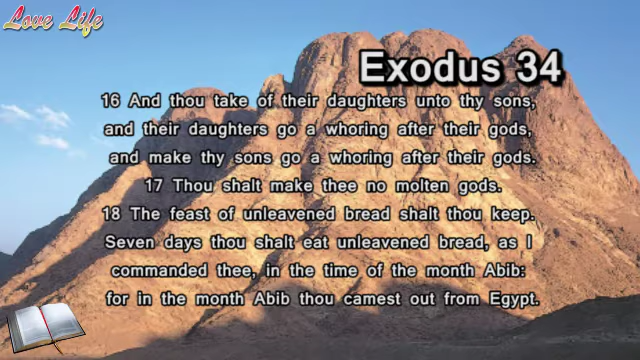 Love Life
Exodus 34
16 And thou take of their daughters unto thy sons,
and their daughters go a whoring after their gods,
and make thy sons go a whoring after their gods.
17 Thou shalt make thee no molten gods.
18 The feast of unleavened bread shalt thou keep.
Seven days thou shalt eat unleavened bread, as I
commanded thee, in the time of the month Abib:
for in the month Abib thou camest out from Egypt.